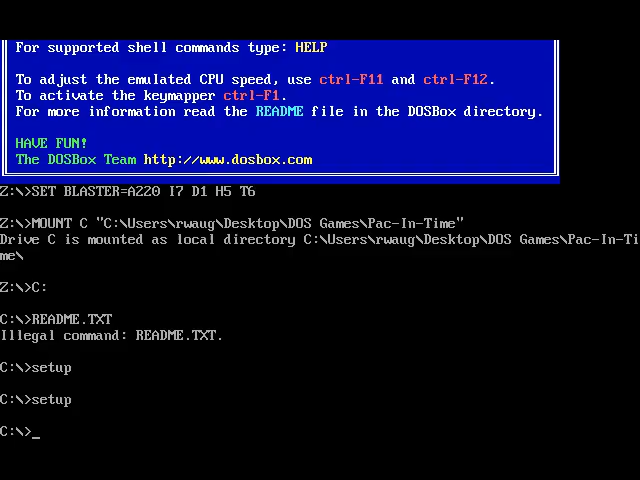 For supported shell commands type: HELP
To adjust the emulated CPU speed, use ctrl-F11 and ctrl-F12.
To activate the keymapper ctrl-F1.
For more information read the README file in the DOSBox directory.
HAVE FUN!
The DOSBox Team http://www.dosbox.com
Z:\>SET BLASTER=A220 I7 D1 H5 T6
Z:\>MOUNT C "C:\Users\rwaug\Desktop\DOS Games\Pac-In-Time"
Drive C is mounted as local directory C:\Users\rwaug\Desktop\DOS Games\Pac-In-Ti
me\
Z:\>C:
C:\>README.TXT
Illegal command: README.TXT.
C:\>setup
C:\>setup
C:\>_